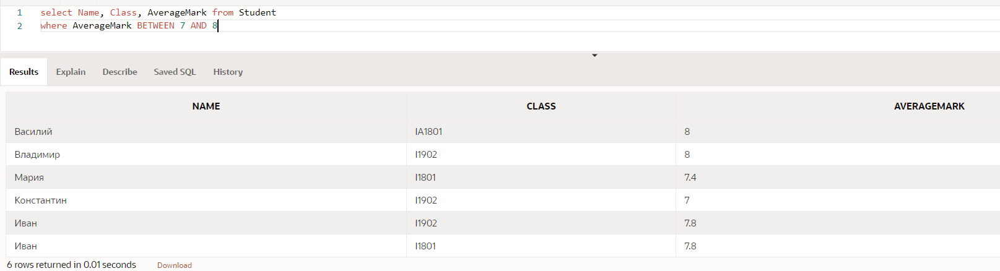 1 select Name, Class, AverageMark from Student
2 where AverageMark BETWEEN 7 AND 8
Results Explain Describe Saved SQL History
NAME CLASS AVERAGEMARK
Василий IA1801 8
Владимир I1902 8
Мария I1801 7.4
Константин I1902 7
Иван I1902 7.8
Иван I1801 7.8
6 rows returned in 0.01 seconds Download